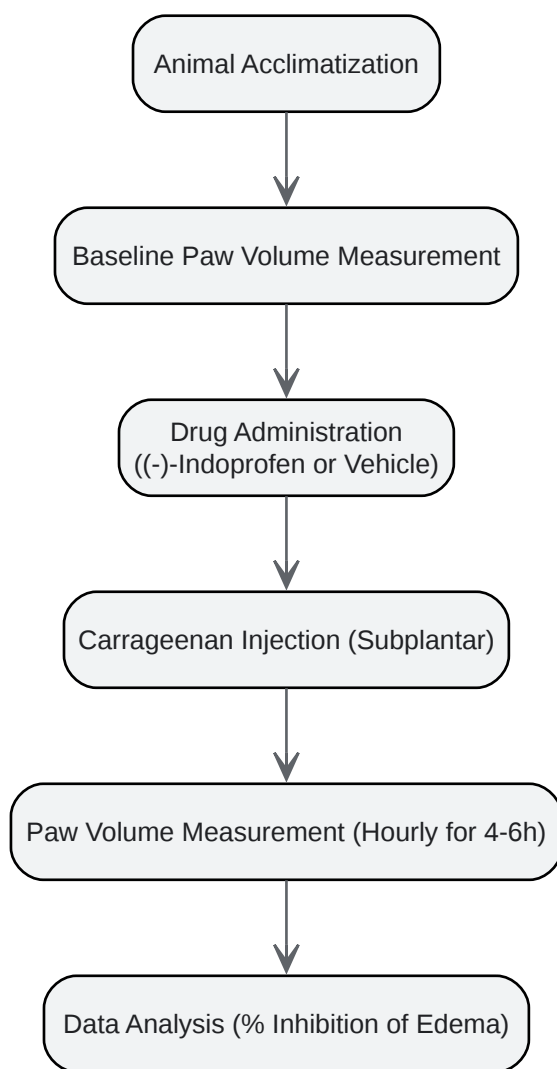 Animal Acclimatization
Baseline Paw Volume Measurement
Drug Administration
((-)-Indoprofen or Vehicle)
Carrageenan Injection (Subplantar)
Paw Volume Measurement (Hourly for 4-6h)
Data Analysis (% Inhibition of Edema)